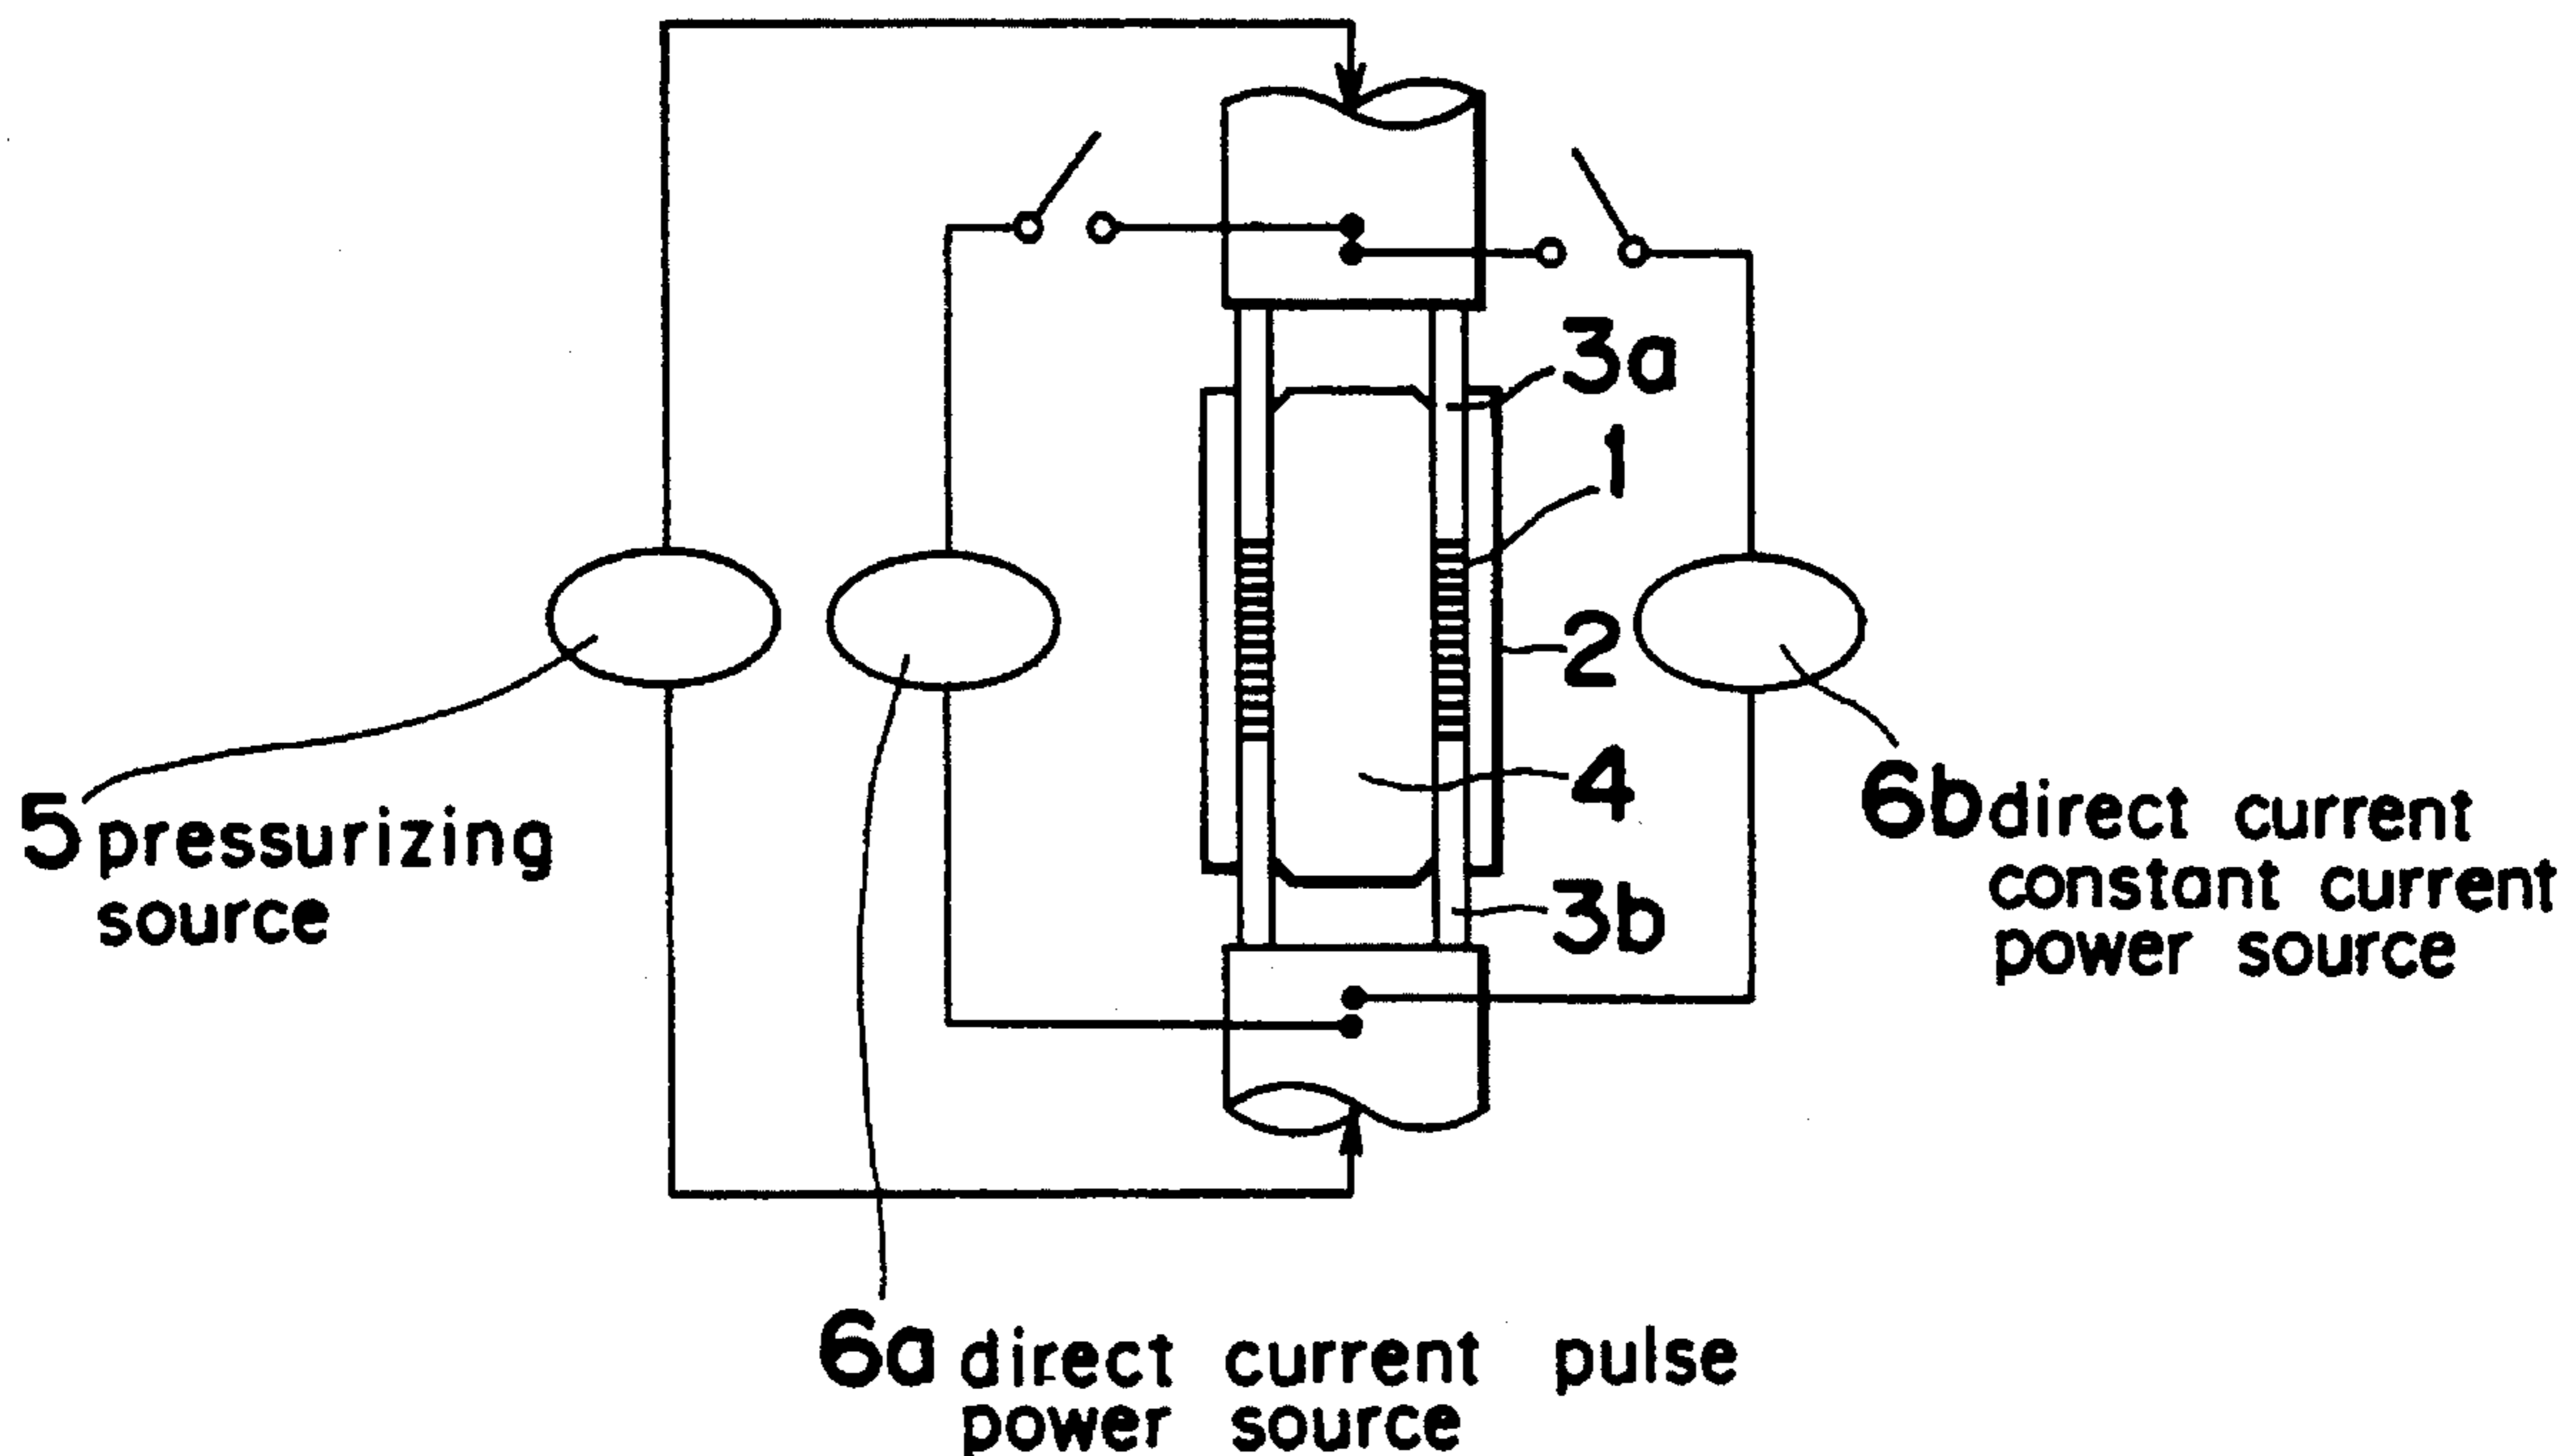 3a
1
2
4
3b
5 pressurizing
source
6b direct current
constant current
power source
6a direct current pulse
power source